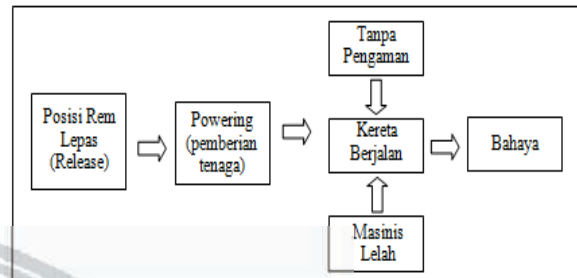 Tanpa
Pengaman
Posisi Rem
Lepas
(Release)
Powering
(pemberian
tenaga)
Kereta
Berjalan
Bahaya
Masinis
Lelah